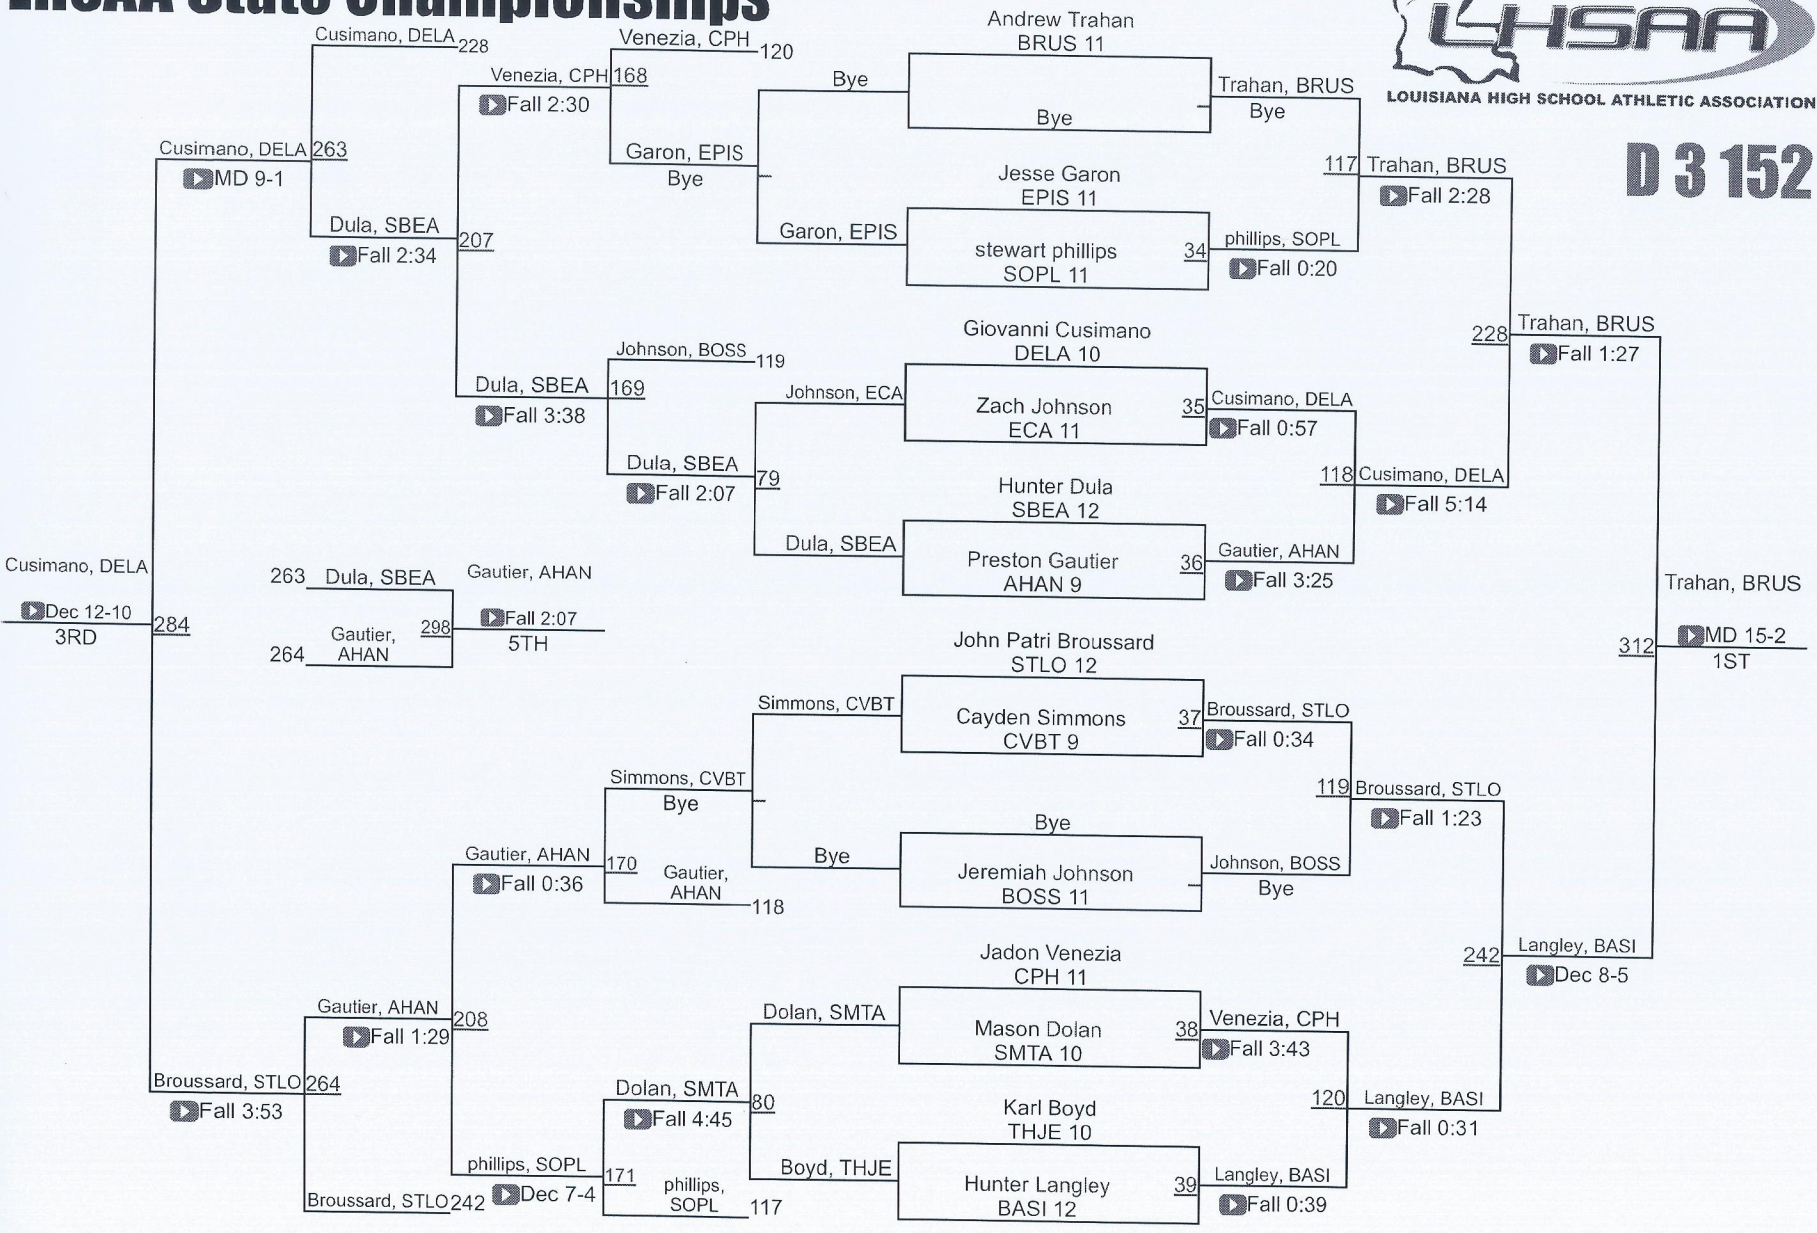 LHSAA State Championships
LHSAA
LOUISIANA HIGH SCHOOL ATHLETIC ASSOCIATION
D 3 152
Cusimano, DELA 228
Cusimano, DELA 263
MD 9-1
Dula, SBEA
Fall 2:34
Venezia, CPH 168
Fall 2:30
207
Venezia, CPH 120
Garon, EPIS
Bye
Bye
Garon, EPIS
Andrew Trahan
BRUS 11
Bye
Trahan, BRUS
Bye
Jesse Garon
EPIS 11
stewart phillips 34
SOPL 11
phillips, SOPL
Fall 0:20
117 Trahan, BRUS
Fall 2:28
Dula, SBEA 169
Fall 3:38
Johnson, BOSS 119
Dula, SBEA 79
Fall 2:07
Johnson, ECA
Dula, SBEA
Giovanni Cusimano
DELA 10
Zach Johnson 35
ECA 11
Cusimano, DELA
Fall 0:57
Hunter Dula
SBEA 12
Preston Gautier 36
AHAN 9
Gautier, AHAN
Fall 3:25
118 Cusimano, DELA
Fall 5:14
228 Trahan, BRUS
Fall 1:27
Cusimano, DELA
Dec 12-10 284
3RD
263 Dula, SBEA
264 Gautier,
AHAN
298
Gautier, AHAN
Fall 2:07
5TH
Trahan, BRUS
312 MD 15-2
1ST
Simmons, CVBT
Simmons, CVBT
Bye
Bye
John Patri Broussard
STLO 12
Cayden Simmons 37
CVBT 9
Broussard, STLO
Fall 0:34
Bye
Jeremiah Johnson
BOSS 11
Johnson, BOSS
Bye
119 Broussard, STLO
Fall 1:23
Gautier, AHAN 170
Fall 0:36
Gautier,
AHAN 118
Gautier, AHAN 208
Fall 1:29
Broussard, STLO 264
Fall 3:53
Broussard, STLO 242
phillips, SOPL 171
Dec 7-4
Dolan, SMTA 80
Fall 4:45
phillips,
SOPL 117
Dolan, SMTA
Boyd, THJE
Jadon Venezia
CPH 11
Mason Dolan 38
SMTA 10
Venezia, CPH
Fall 3:43
Karl Boyd
THJE 10
Hunter Langley 39
BASI 12
Langley, BASI
Fall 0:39
120 Langley, BASI
Fall 0:31
242 Langley, BASI
Dec 8-5